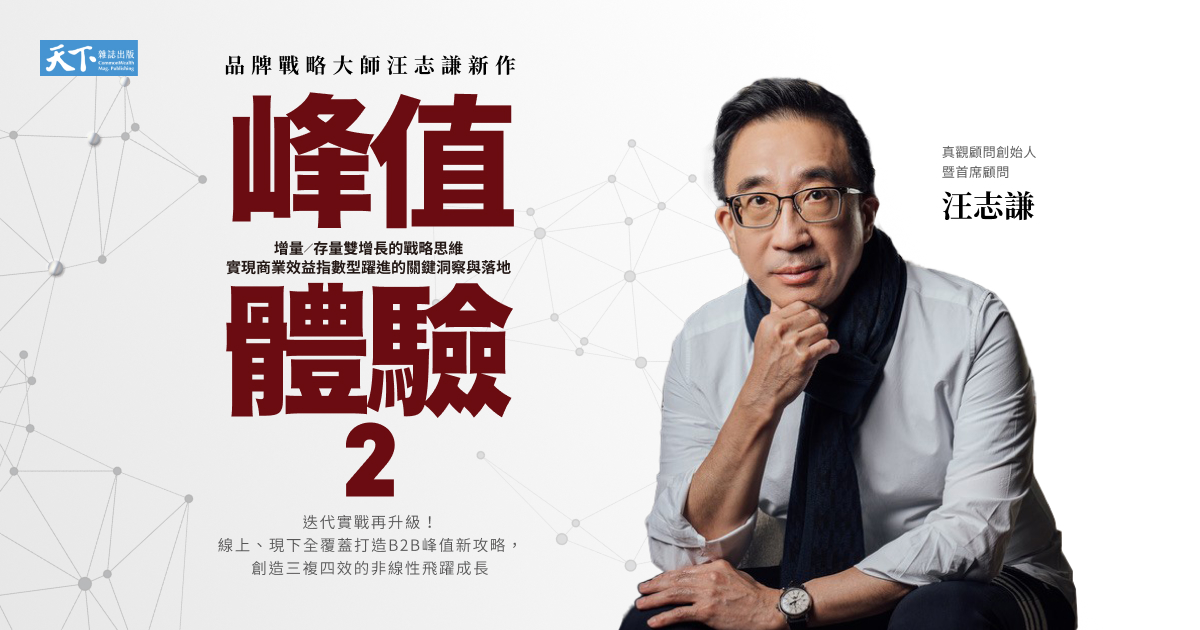 天下 雜誌出版
CommonWealth
Mag. Publishing
品牌戰略大師汪志謙新作
峰值
增量／存量雙增長的戰略思維
實現商業效益指數型躍進的關鍵洞察與落地
體驗
2
迭代實戰再升級！
線上、現下全覆蓋打造B2B峰值新攻略，
創造三複四效的非線性飛躍成長
真觀顧問創始人
暨首席顧問
汪志謙